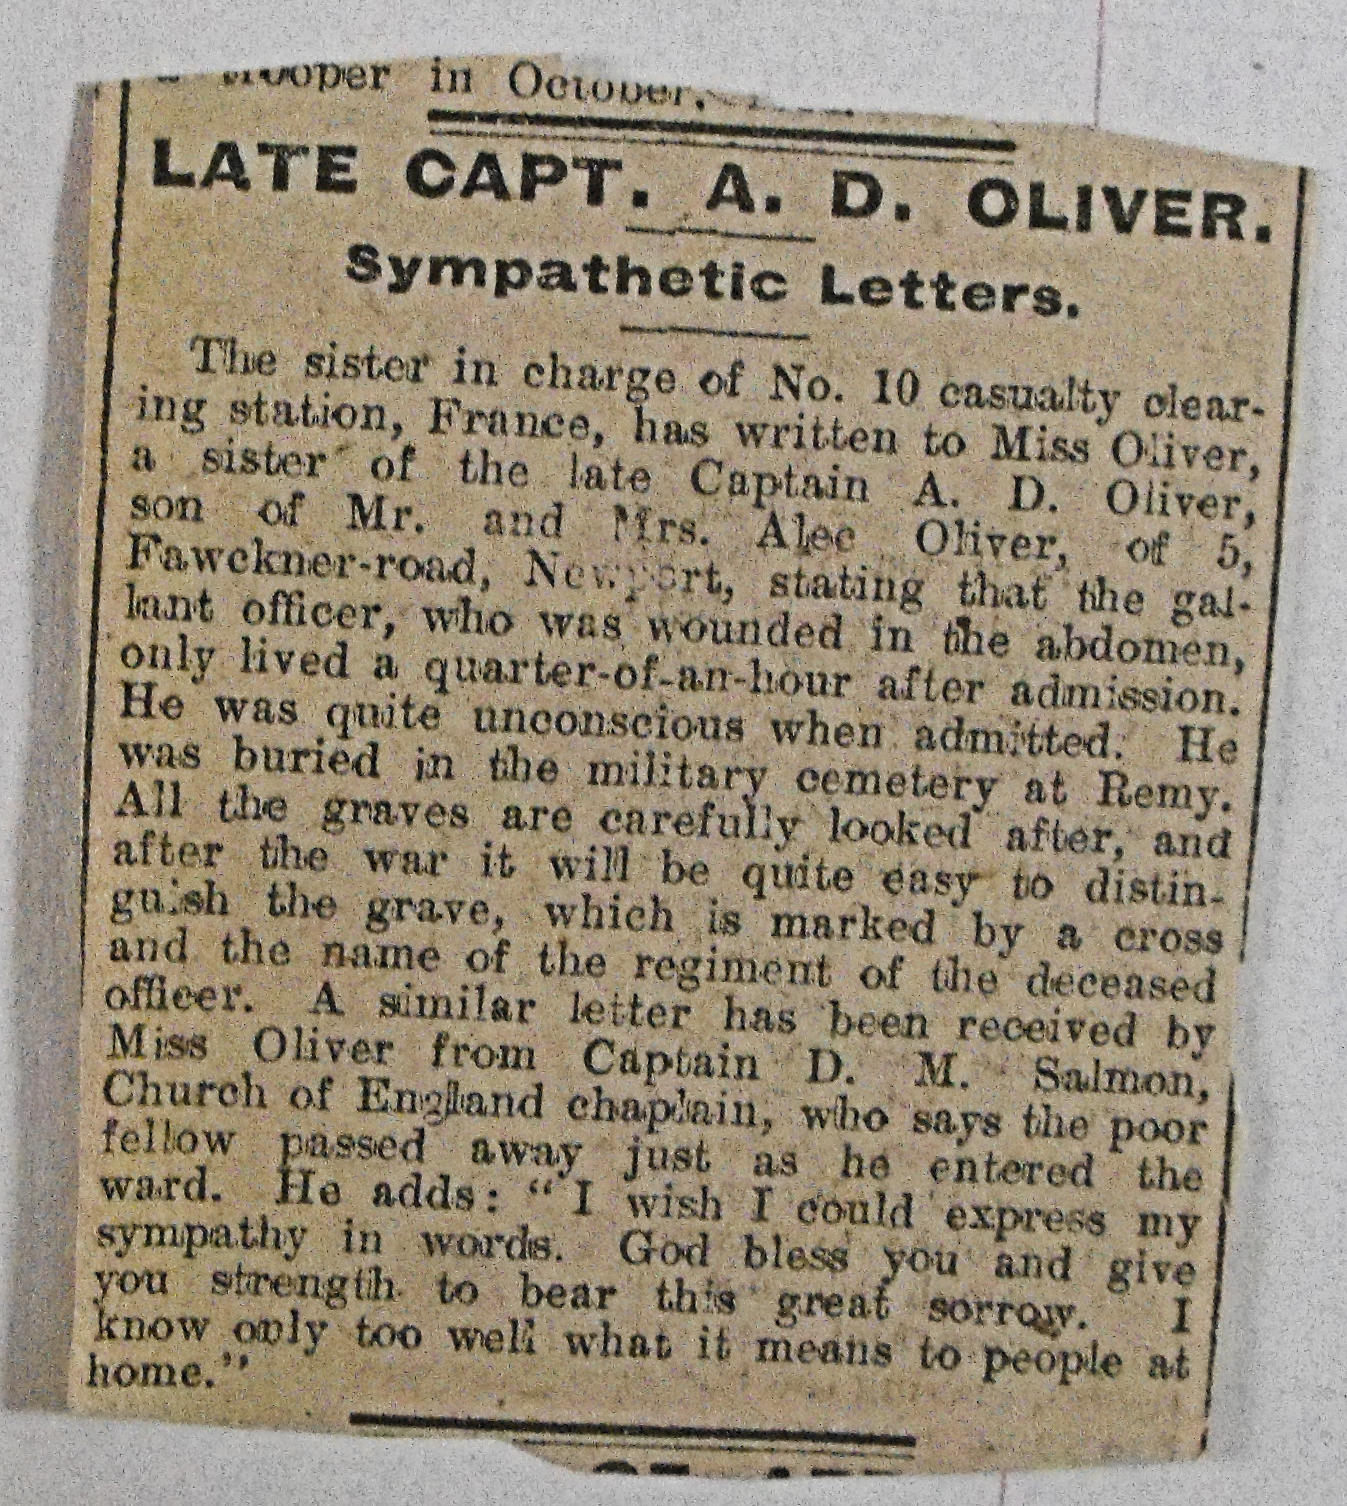 trooper in October,
LATE CAPT. A. D. OLIVER.
Sympathetic Letters.
The sister in charge of No. 10 casualty clear-
ing station, France, has written to Miss Oliver,
a sister of the late Captain A. D. Oliver,
son of Mr. and Mrs. Alec Oliver, of 5,
Fawckner-road, Newport, stating that the gal-
lant officer, who was wounded in the abdomen,
only lived a quarter-of-an-hour after admission.
He was quite unconscious when admitted. He
was buried in the military cemetery at Remy.
All the graves are carefully looked after, and
after the war it will be quite easy to distin-
guish the grave, which is marked by a cross
and the name of the regiment of the deceased
officer. A similar letter has been received by
Miss Oliver from Captain D. M. Salmon,
Church of England chaplain, who says the poor
fellow passed away just as he entered the
ward. He adds: "I wish I could express my
sympathy in words. God bless you and give
you strength to bear this great sorrow. I
know only too well what it means to people at
home."